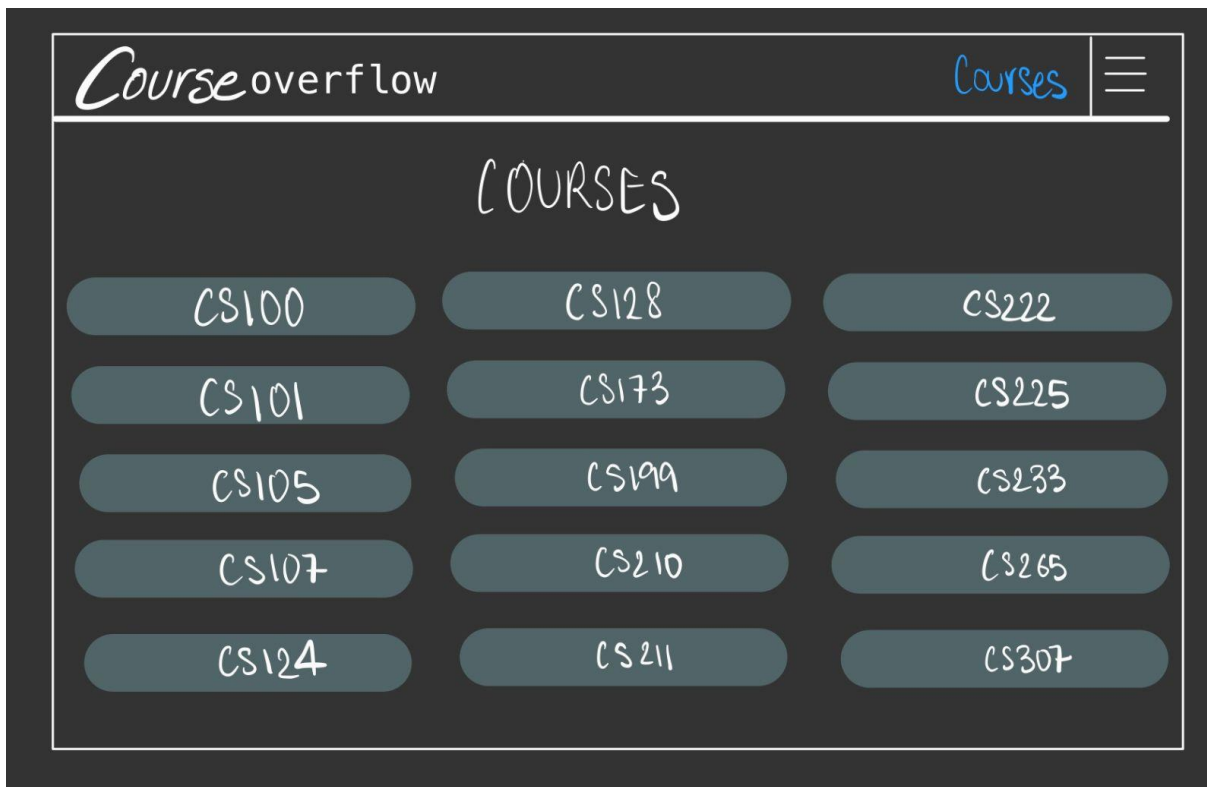 Course overflow Courses
COURSES
CS100 CS128 CS222
CS101 CS173 CS225
CS105 CS199 CS233
CS107 CS210 CS265
CS124 CS211 CS307